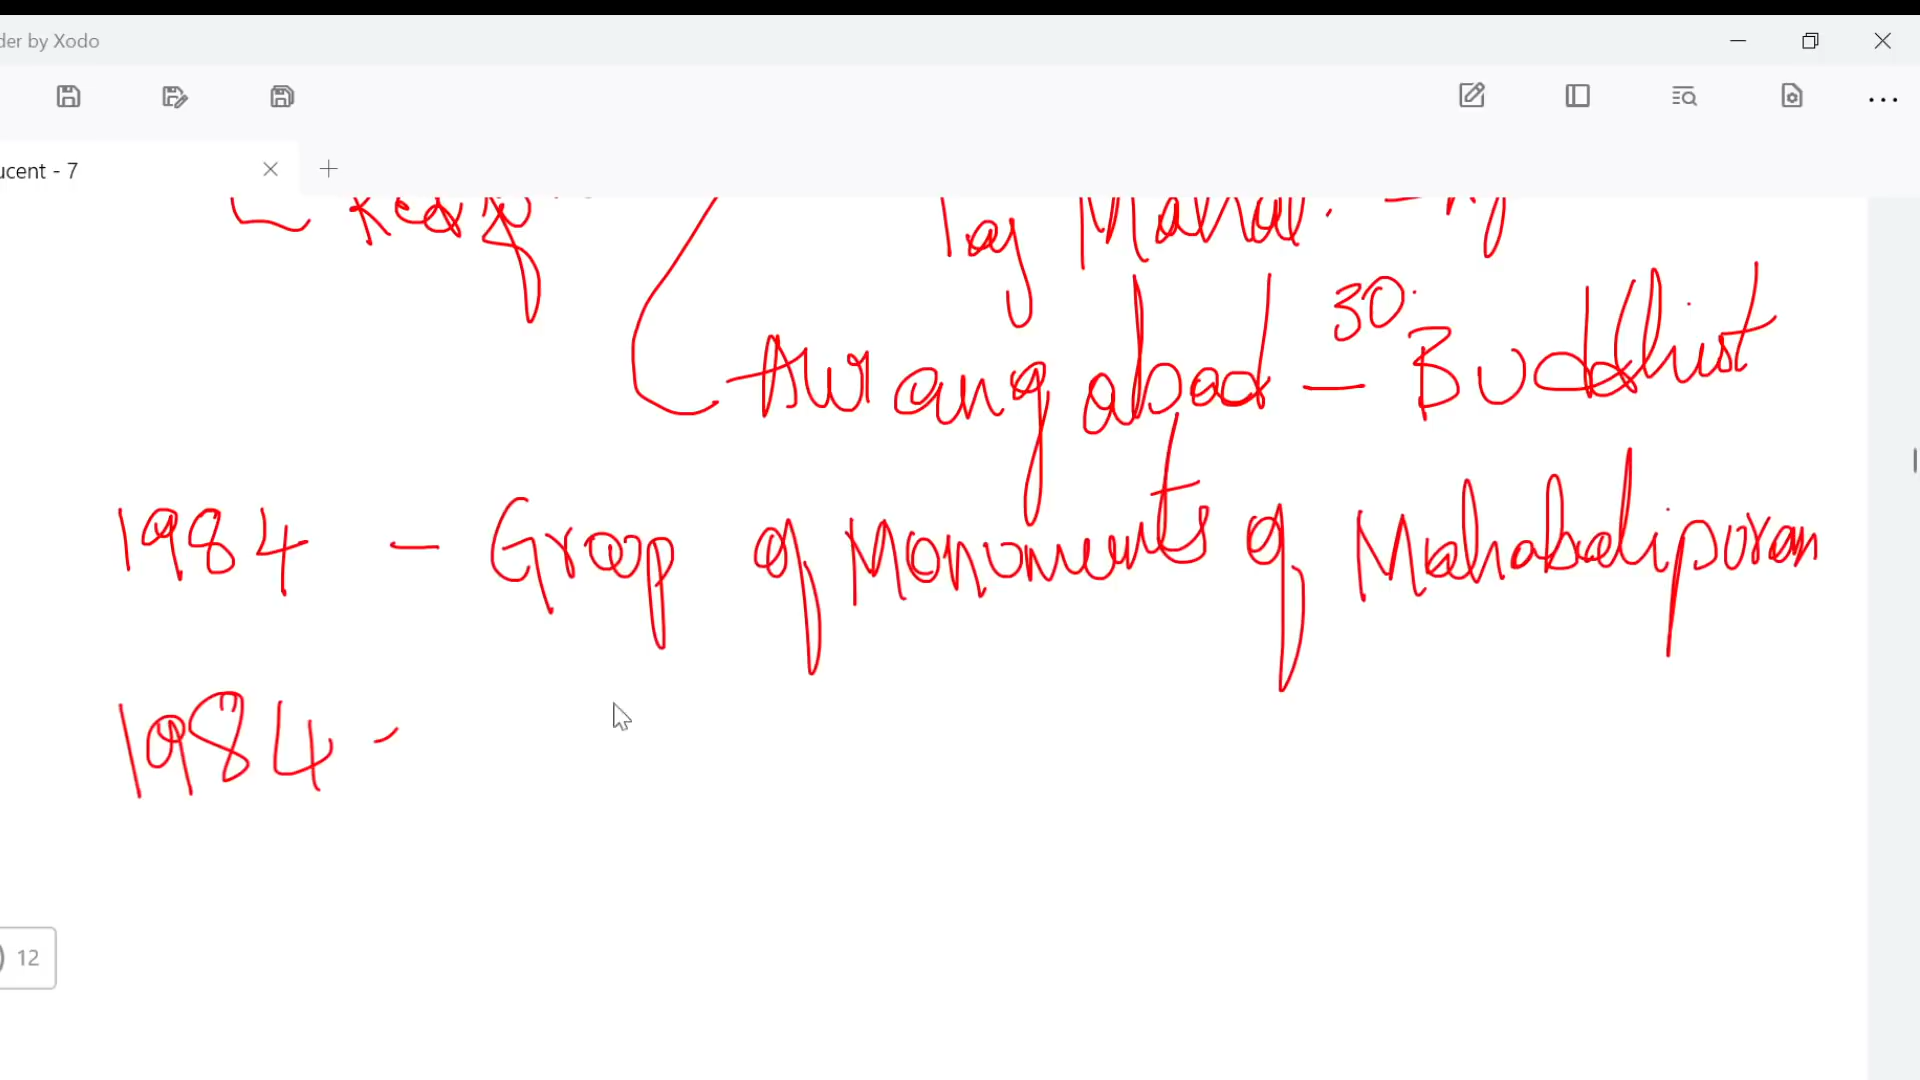 der by Xodo
ucent - 7
Taj Mahal. -
30
Aurangabad - Buddhist
1984 - Group of Monuments of Mahabalipuram
1984 -
12